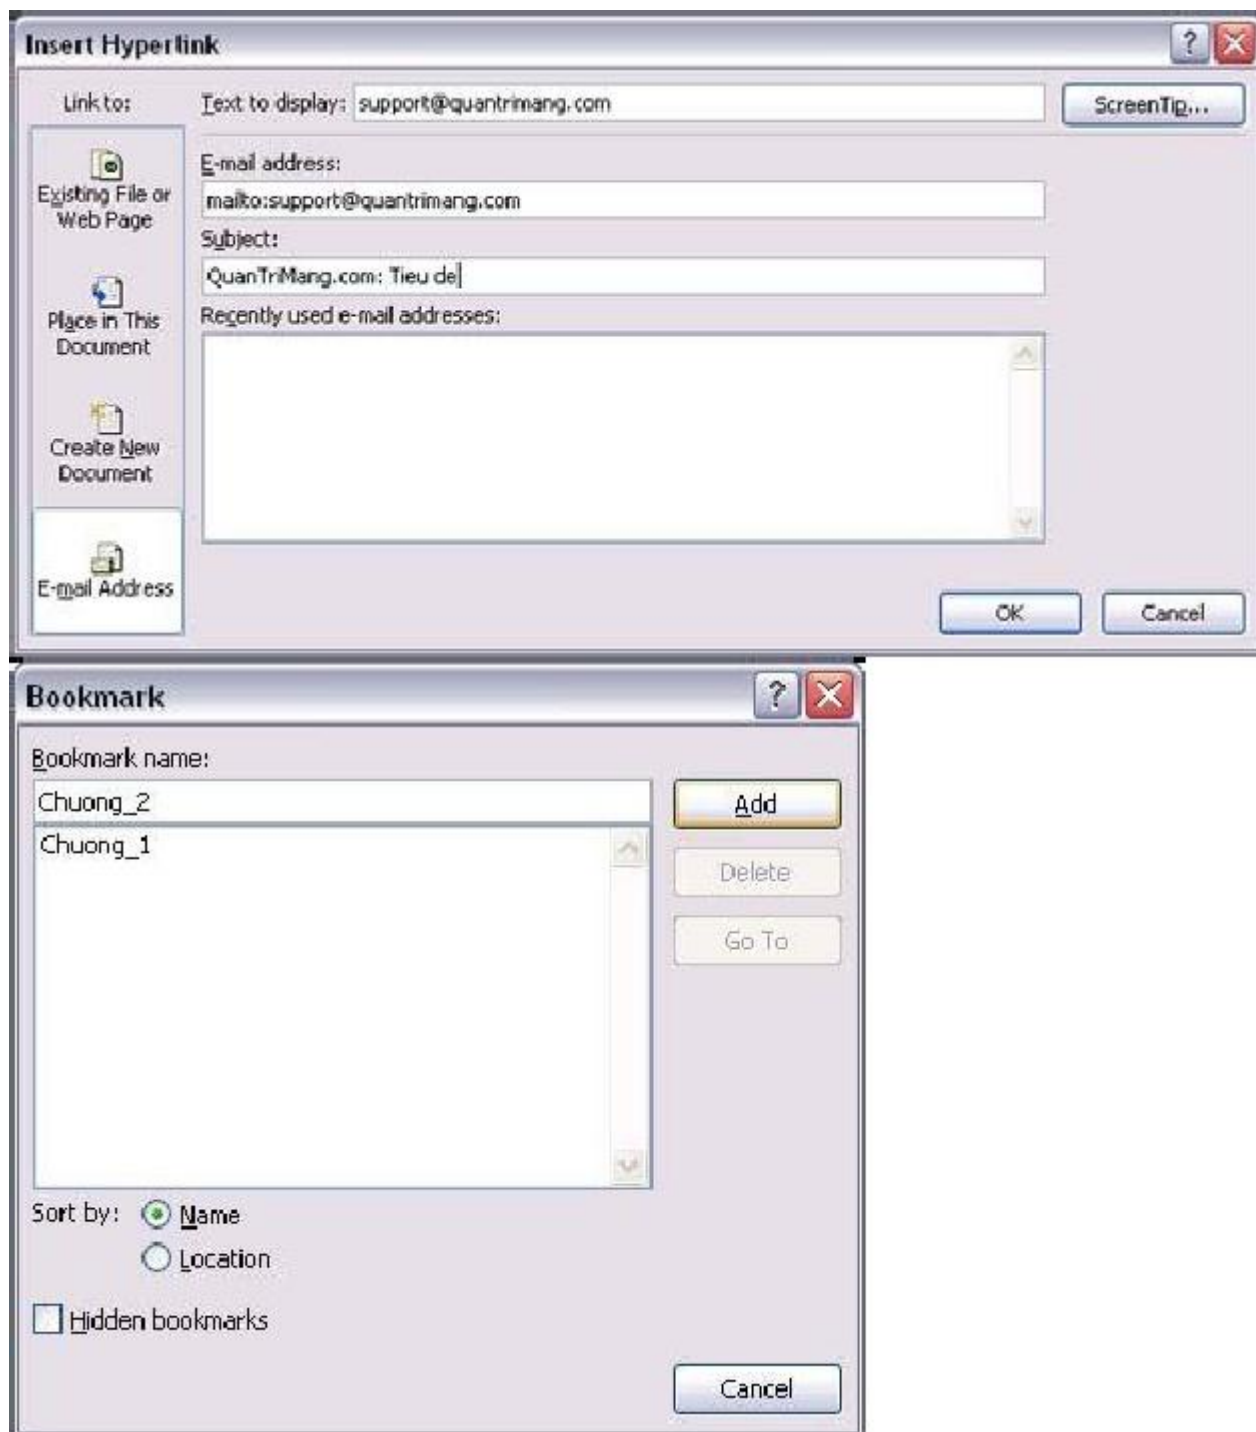 Insert Hyperlink
?
Link to:
Text to display: support@quantrimang.com
ScreenTip...
Existing File or
Web Page
E-mail address:
mailto:support@quantrimang.com
Subject:
QuanTriMang.com: Tieu de
Place in This
Document
Recently used e-mail addresses:
Create New
Document
E-mail Address
OK
Cancel
Bookmark
?
Bookmark name:
Chuong_2
Add
Chuong_1
Delete
Go To
Sort by: Name
Location
Hidden bookmarks
Cancel